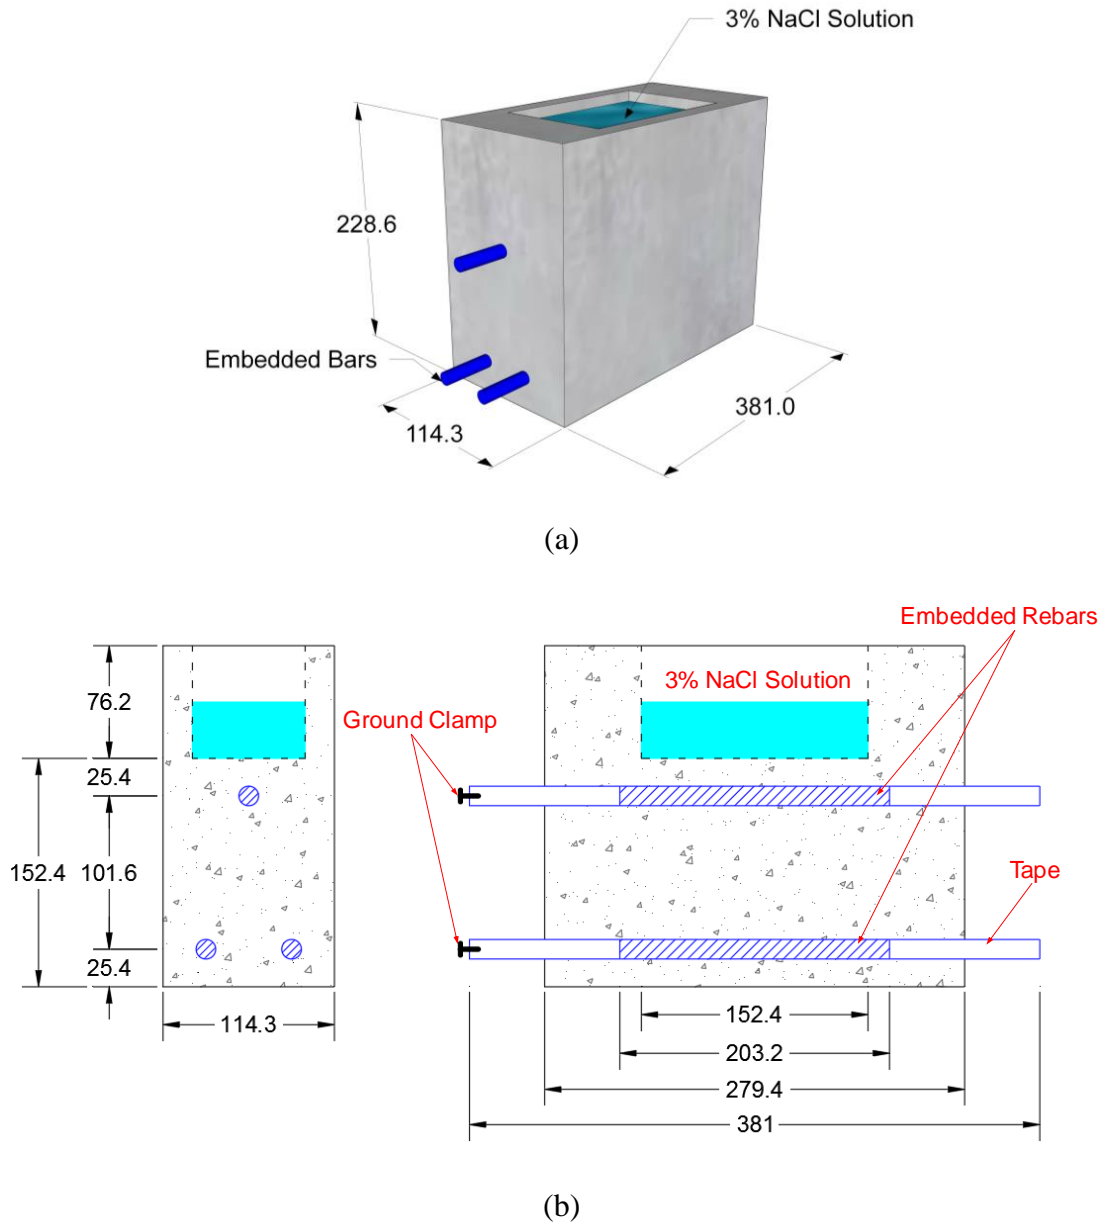 3% NaCl Solution
228.6
Embedded Bars
114.3
381.0
(a)
Embedded Rebars
3% NaCl Solution
76.2
Ground Clamp
25.4
152.4
101.6
Tape
25.4
114.3
152.4
203.2
279.4
381
(b)